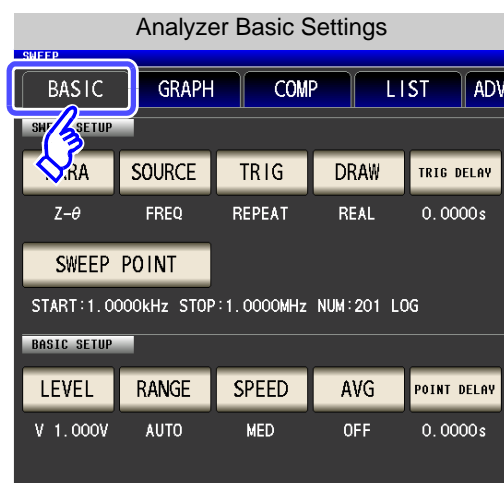 Analyzer Basic Settings
SWEEP
BASIC GRAPH COMP LIST ADV
SWEEP SETUP
PARA SOURCE TRIG DRAW TRIG DELAY
Z-θ FREQ REPEAT REAL 0.0000s
SWEEP POINT
START:1.0000kHz STOP:1.0000MHz NUM:201 LOG
BASIC SETUP
LEVEL RANGE SPEED AVG POINT DELAY
V 1.000V AUTO MED OFF 0.0000s